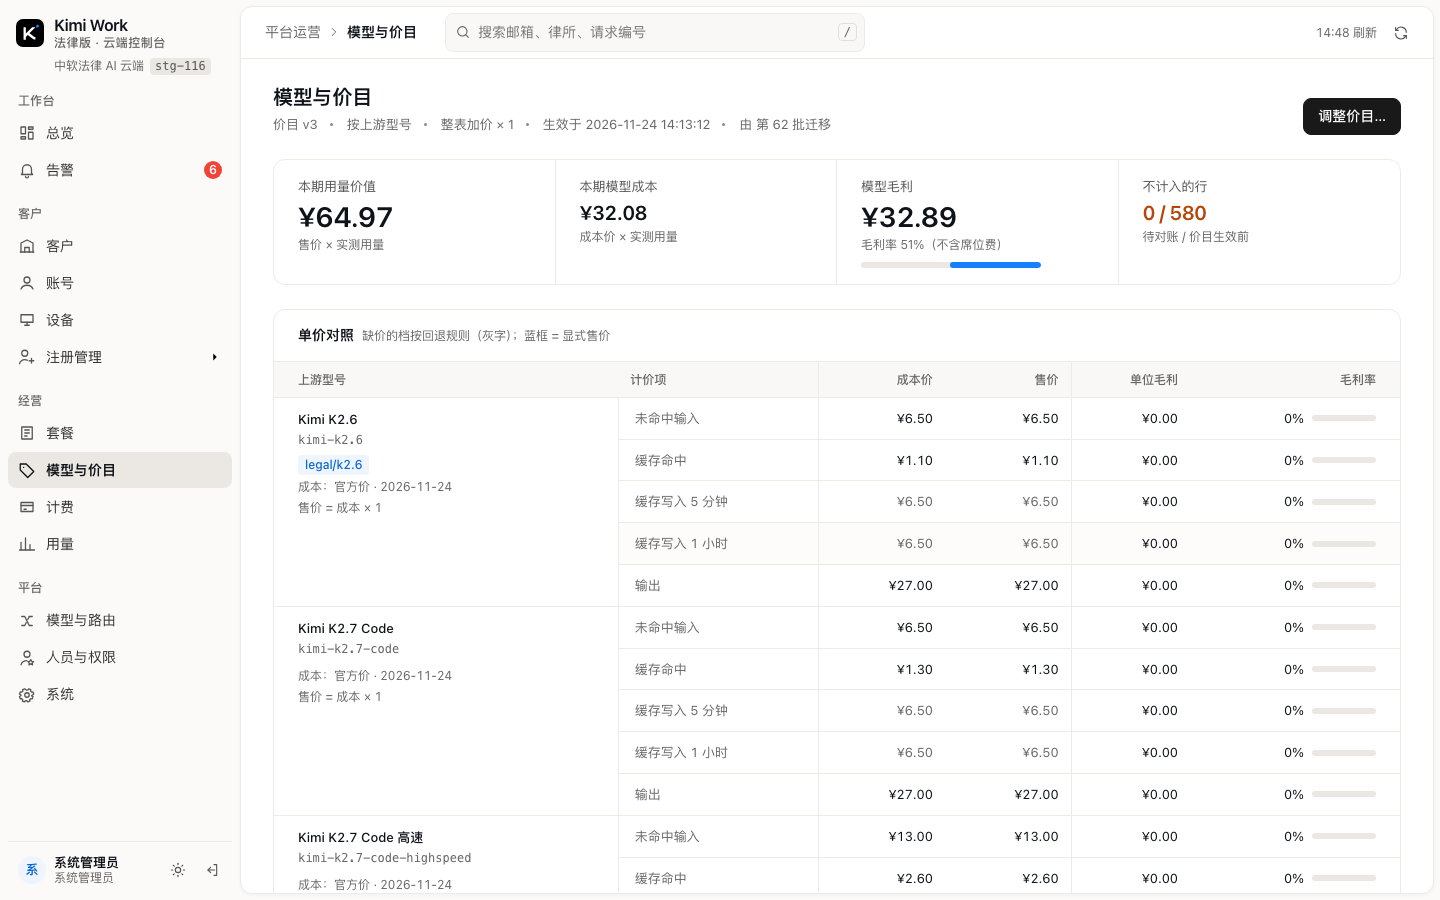 Kimi Work
法律版 · 云端控制台
中软法律 AI 云端 stg-116
工作台
总览
告警 6
客户
客户
账号
设备
注册管理
经营
套餐
模型与价目
计费
用量
平台
模型与路由
人员与权限
系统
系 系统管理员
系统管理员
平台运营 > 模型与价目
搜索邮箱、律所、请求编号 /
14:48 刷新
模型与价目
价目 v3 • 按上游型号 • 整表加价 × 1 • 生效于 2026-11-24 14:13:12 • 由 第 62 批迁移
调整价目...
本期用量价值
¥64.97
售价 × 实测用量
本期模型成本
¥32.08
成本价 × 实测用量
模型毛利
¥32.89
毛利率 51%（不含席位费）
不计入的行
0 / 580
待对账 / 价目生效前
单价对照 缺价的档按回退规则（灰字）；蓝框 = 显式售价
上游型号 计价项 成本价 售价 单位毛利 毛利率
Kimi K2.6
kimi-k2.6
legal/k2.6
成本：官方价 · 2026-11-24
售价 = 成本 × 1
未命中输入 ¥6.50 ¥6.50 ¥0.00 0%
缓存命中 ¥1.10 ¥1.10 ¥0.00 0%
缓存写入 5 分钟 ¥6.50 ¥6.50 ¥0.00 0%
缓存写入 1 小时 ¥6.50 ¥6.50 ¥0.00 0%
输出 ¥27.00 ¥27.00 ¥0.00 0%
Kimi K2.7 Code
kimi-k2.7-code
成本：官方价 · 2026-11-24
售价 = 成本 × 1
未命中输入 ¥6.50 ¥6.50 ¥0.00 0%
缓存命中 ¥1.30 ¥1.30 ¥0.00 0%
缓存写入 5 分钟 ¥6.50 ¥6.50 ¥0.00 0%
缓存写入 1 小时 ¥6.50 ¥6.50 ¥0.00 0%
输出 ¥27.00 ¥27.00 ¥0.00 0%
Kimi K2.7 Code 高速
kimi-k2.7-code-highspeed
成本：官方价 · 2026-11-24
未命中输入 ¥13.00 ¥13.00 ¥0.00 0%
缓存命中 ¥2.60 ¥2.60 ¥0.00 0%